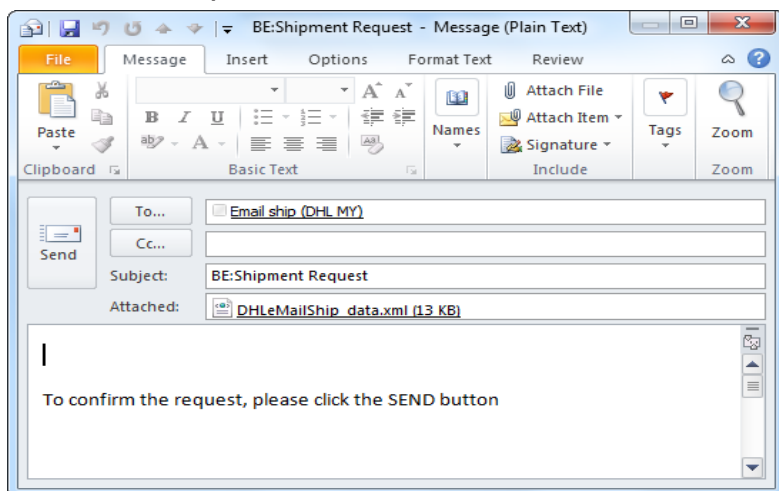 BE:Shipment Request - Message (Plain Text)
File Message Insert Options Format Text Review
Paste
B I U
A A
ab A
Names
Attach File
Attach Item
Signature
Tags
Zoom
Clipboard Basic Text Include Zoom
Send
To... Email ship (DHL MY)
Cc...
Subject: BE:Shipment Request
Attached: DHLeMailShip_data.xml (13 KB)
To confirm the request, please click the SEND button